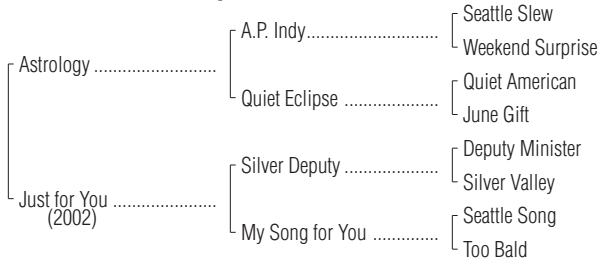 Seattle Slew
A.P. Indy........................
Weekend Surprise
Astrology ........................
Quiet American
Quiet Eclipse ..................
June Gift
Deputy Minister
Silver Deputy ..................
Silver Valley
Just for You ....................
(2002)
Seattle Song
My Song for You .............
Too Bald